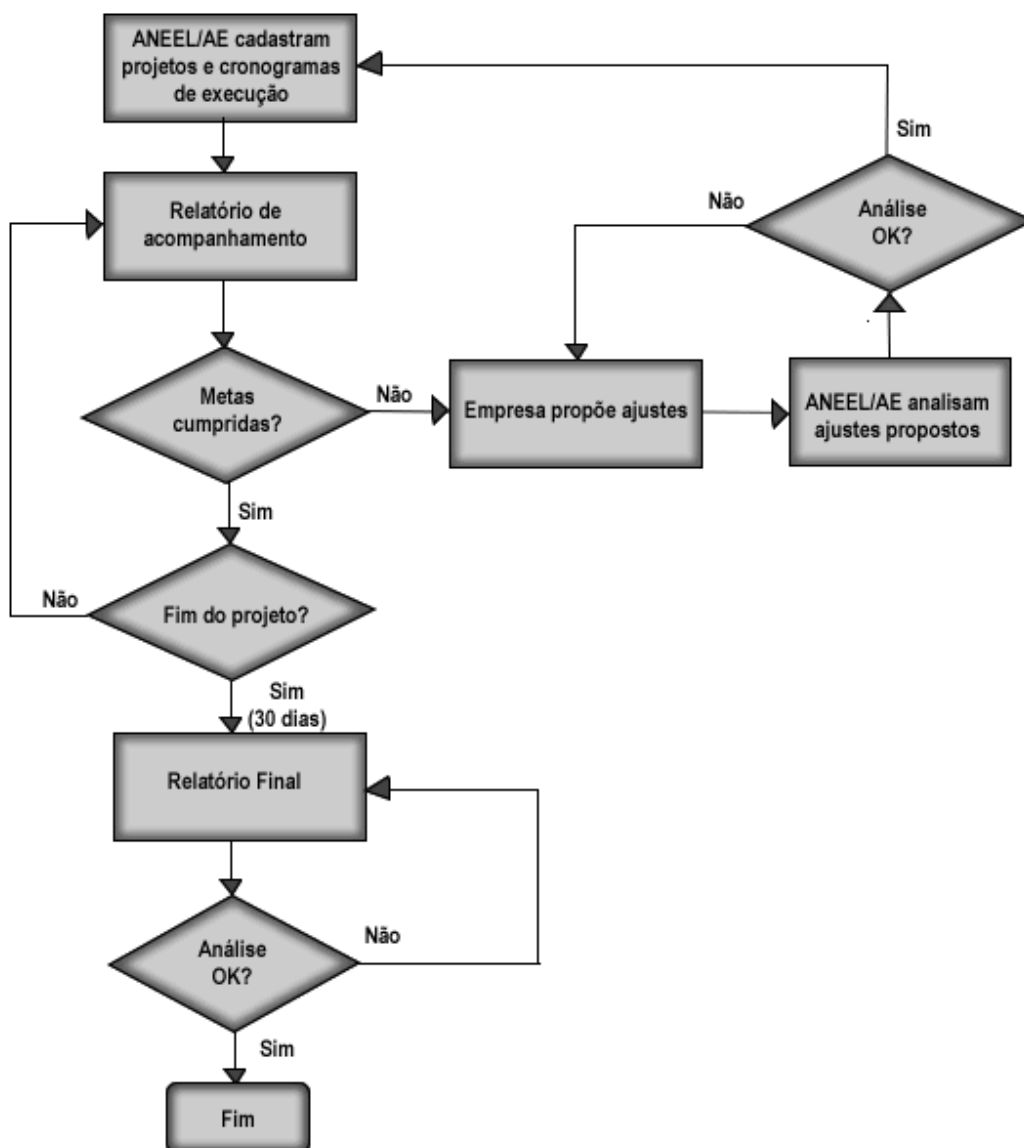 ANEEL/AE cadastram
projetos e cronogramas
de execução
Sim
Relatório de
acompanhamento
Não
Análise
OK?
Metas
cumpridas?
Não
Empresa propõe ajustes
ANEEL/AE analisam
ajustes propostos
Sim
Não
Fim do projeto?
Sim
(30 dias)
Relatório Final
Análise
OK?
Não
Sim
Fim